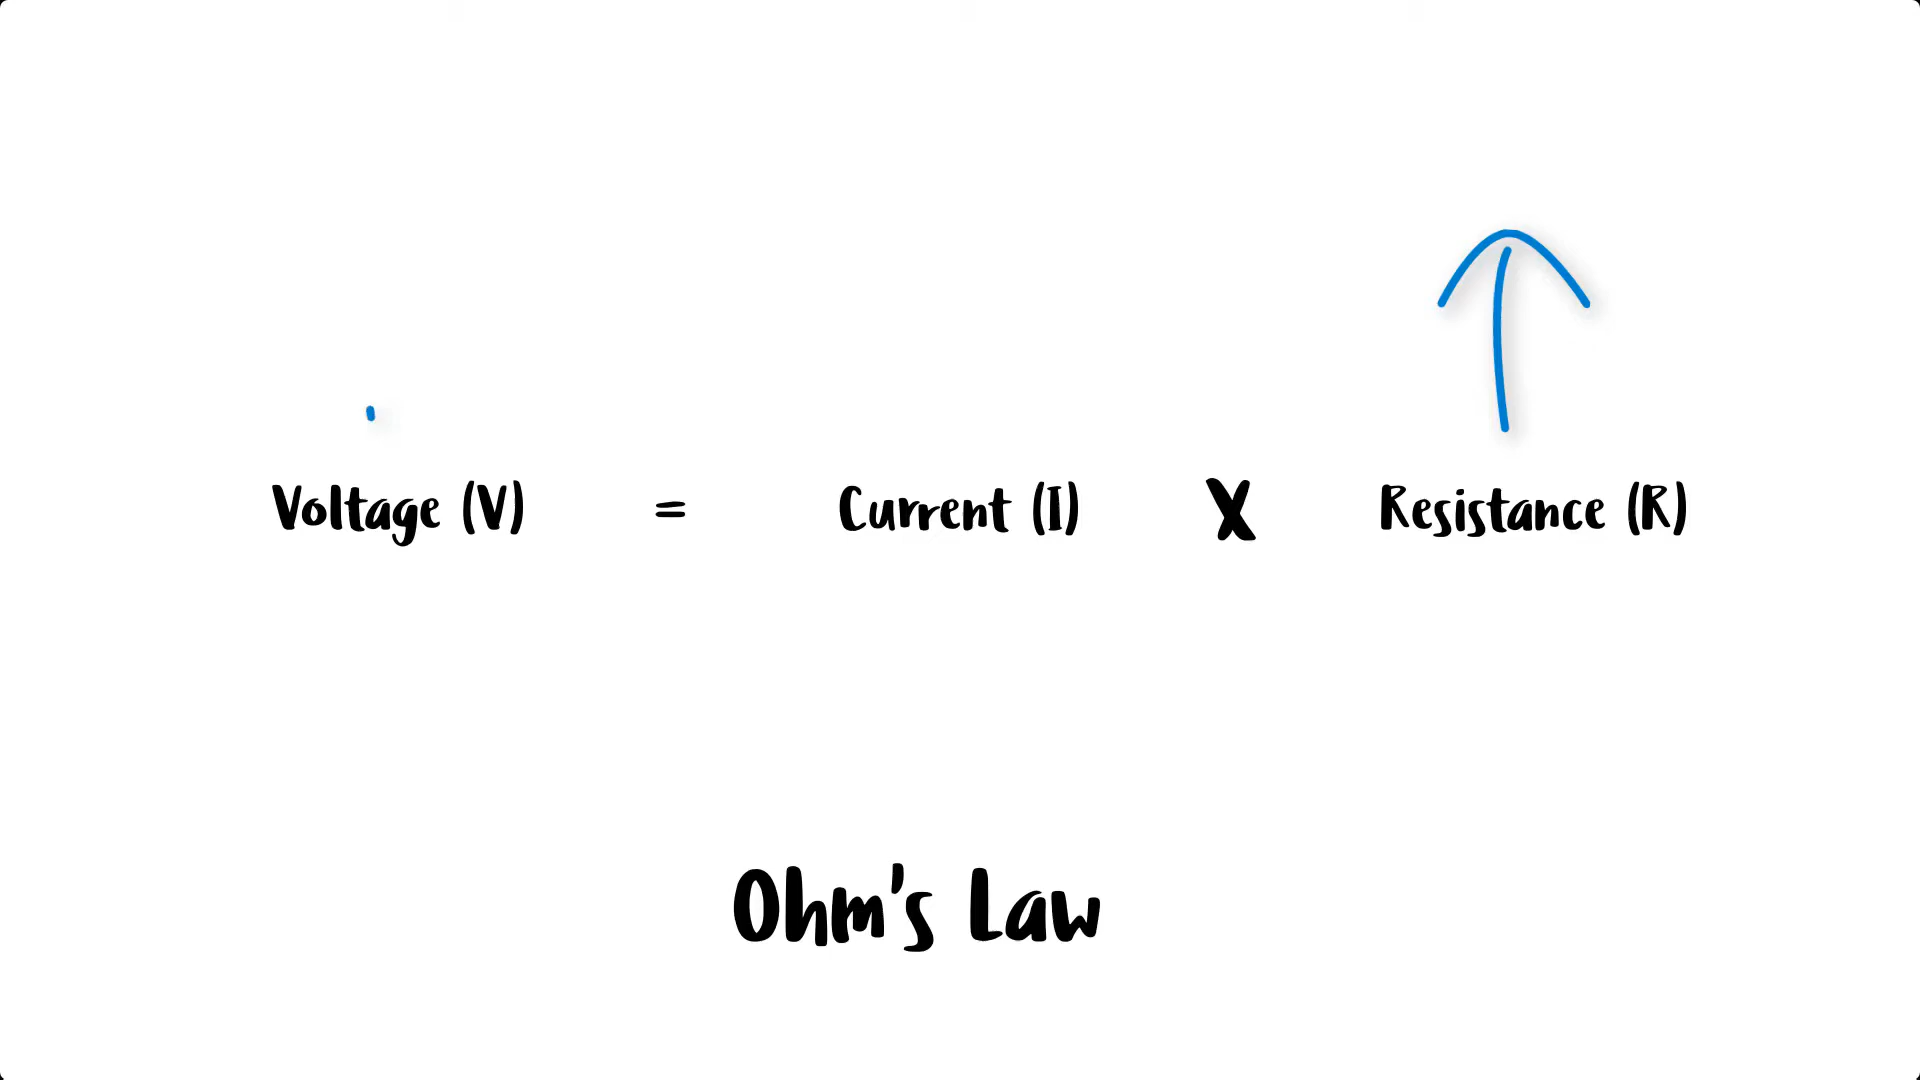 Voltage (V) = Current (I) X Resistance (R)
Ohm's Law